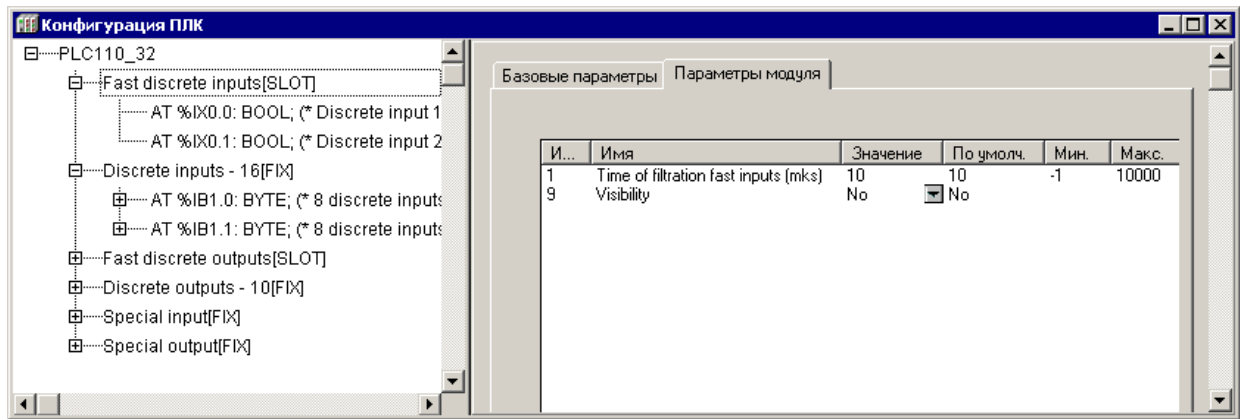 Конфигурация ПЛК
PLC110_32
Fast discrete inputs[SLOT]
AT %IX0.0: BOOL; (* Discrete input 1
AT %IX0.1: BOOL; (* Discrete input 2
Discrete inputs - 16[FIX]
AT %IB1.0: BYTE; (* 8 discrete inputs
AT %IB1.1: BYTE; (* 8 discrete inputs
Fast discrete outputs[SLOT]
Discrete outputs - 10[FIX]
Special input[FIX]
Special output[FIX]
Базовые параметры Параметры модуля
И... Имя Значение По умолч. Мин. Макс.
1 Time of filtration fast inputs (mks) 10 10 -1 10000
9 Visibility No No